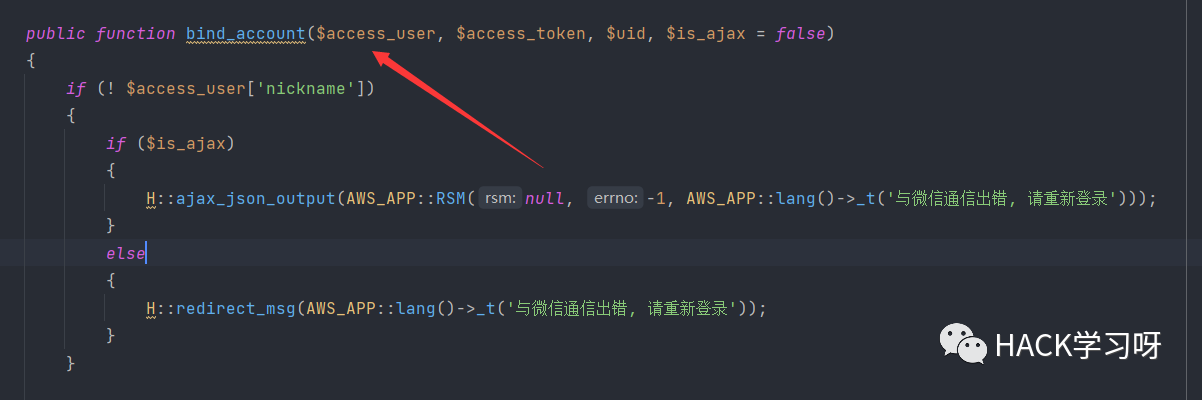 public function bind_account($access_user, $access_token, $uid, $is_ajax = false)
{
if (! $access_user['nickname'])
{
if ($is_ajax)
{
H::ajax_json_output(AWS_APP::RSM( rsm: null, errno: -1, AWS_APP::lang()->_t('与微信通信出错, 请重新登录')));
}
else
{
H::redirect_msg(AWS_APP::lang()->_t('与微信通信出错, 请重新登录'));
}
}
HACK学习呀